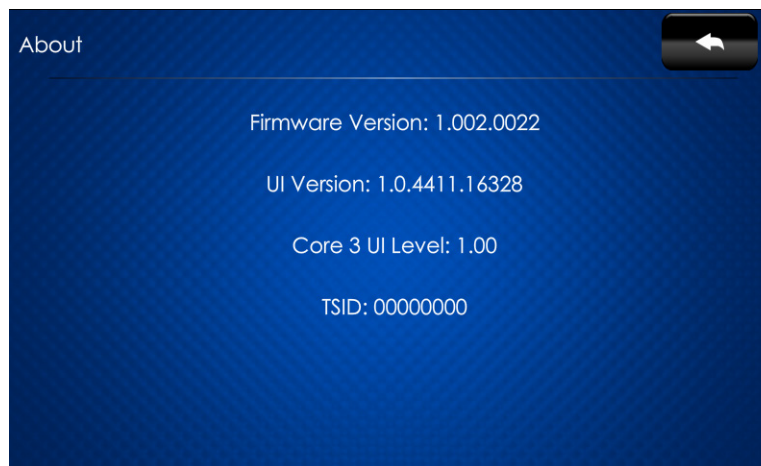 About
Firmware Version: 1.002.0022
UI Version: 1.0.4411.16328
Core 3 UI Level: 1.00
TSID: 00000000